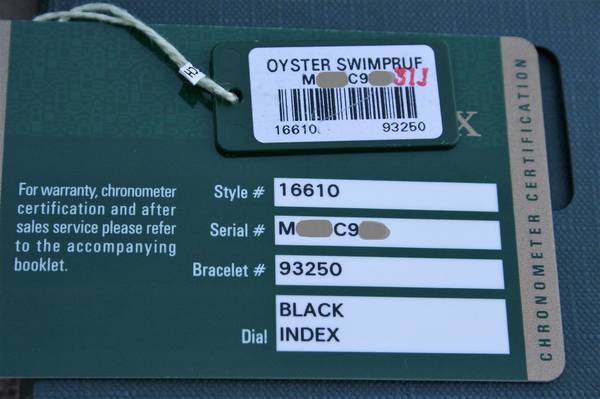 OYSTER SWIMPRUF
M C9 31J
16610 93250
X
For warranty, chronometer
certification and after
sales service please refer
to the accompanying
booklet.
Style # 16610
Serial # M C9
Bracelet # 93250
Dial BLACK
INDEX
CHRONOMETER CERTIFICATION